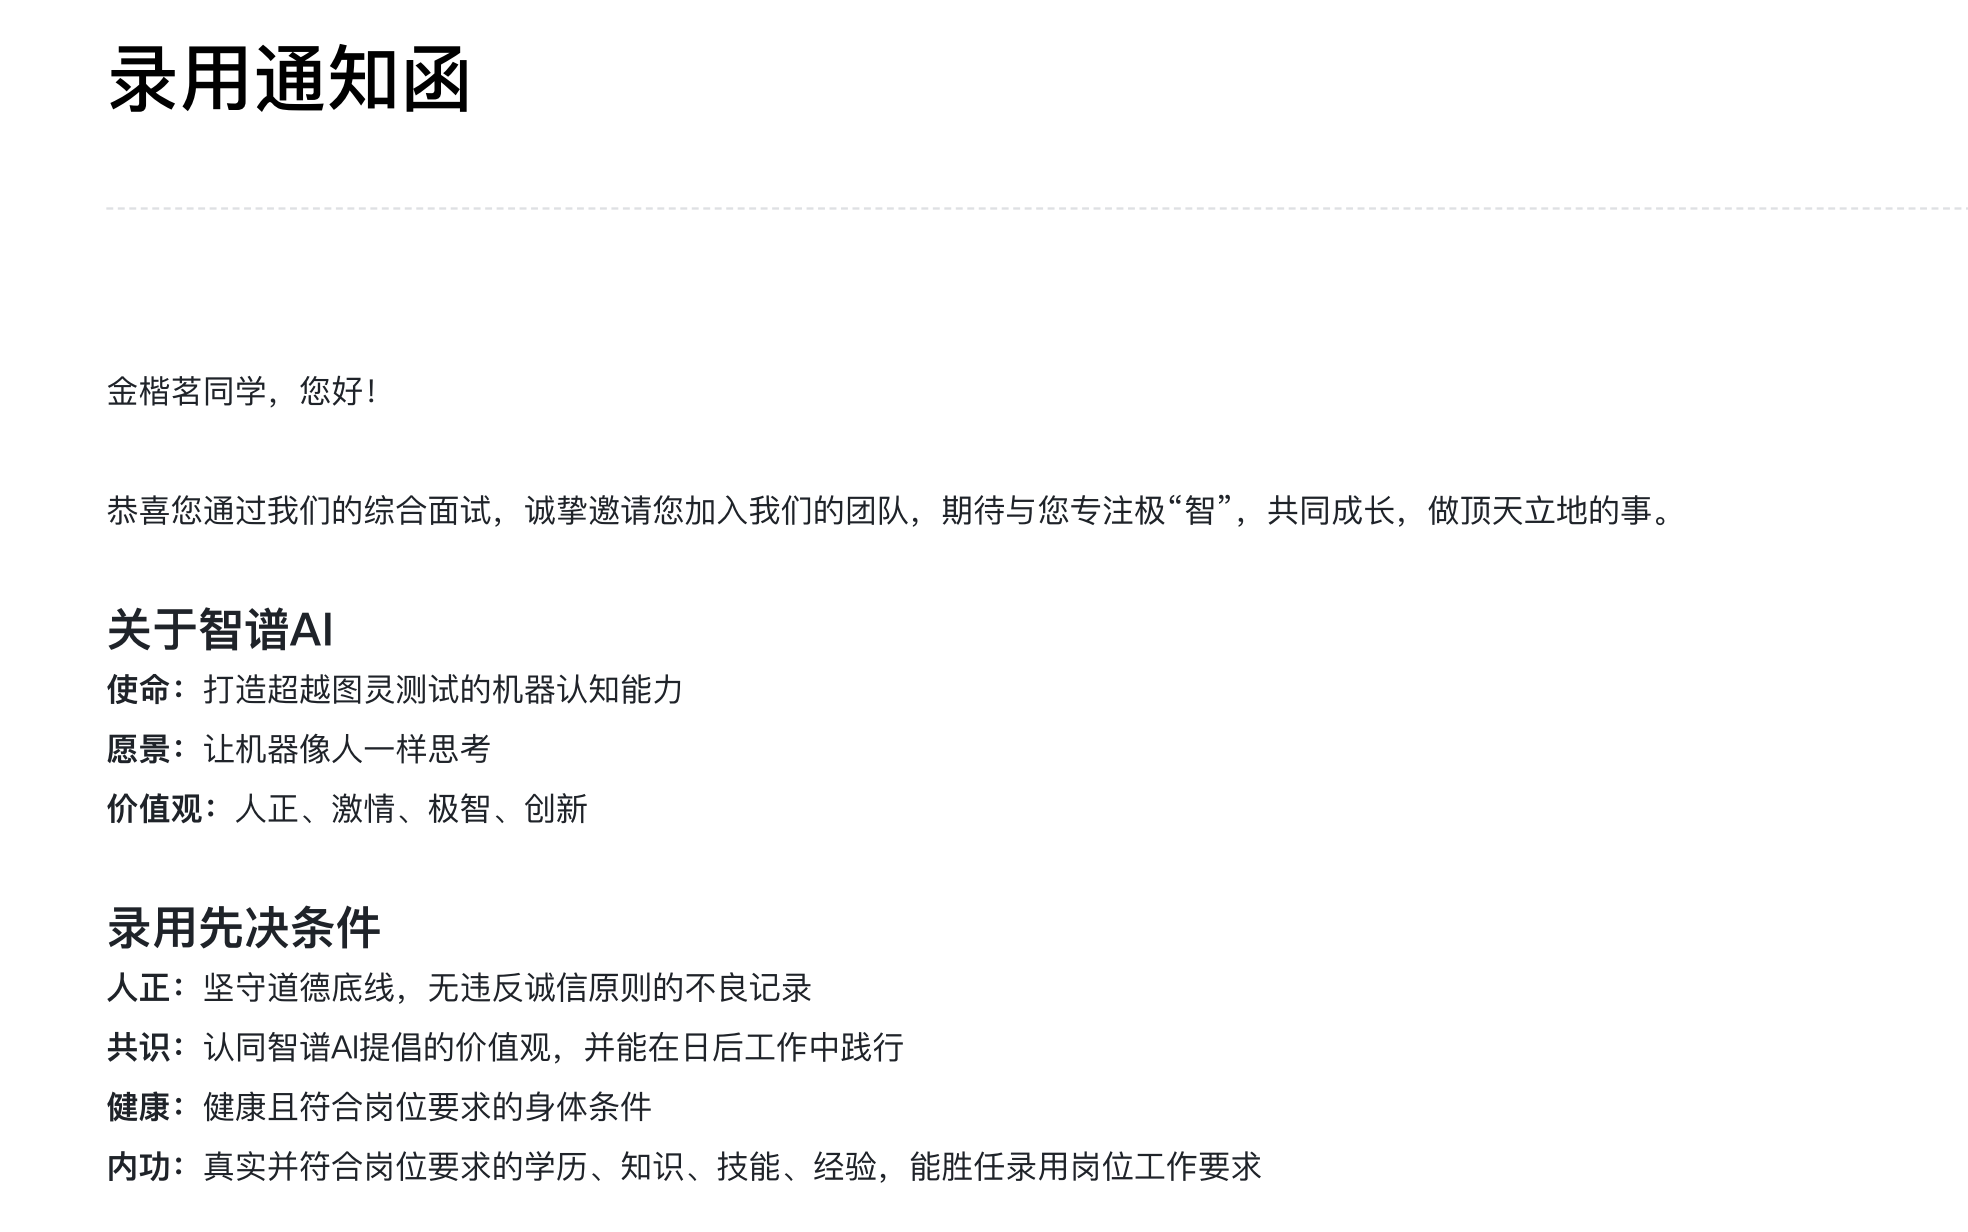 录用通知函
金楷茗同学，您好！
恭喜您通过我们的综合面试，诚挚邀请您加入我们的团队，期待与您专注极“智”，共同成长，做顶天立地的事。
关于智谱AI
使命：打造超越图灵测试的机器认知能力
愿景：让机器像人一样思考
价值观：人正、激情、极智、创新
录用先决条件
人正：坚守道德底线，无违反诚信原则的不良记录
共识：认同智谱AI提倡的价值观，并能在日后工作中践行
健康：健康且符合岗位要求的身体条件
内功：真实并符合岗位要求的学历、知识、技能、经验，能胜任录用岗位工作要求